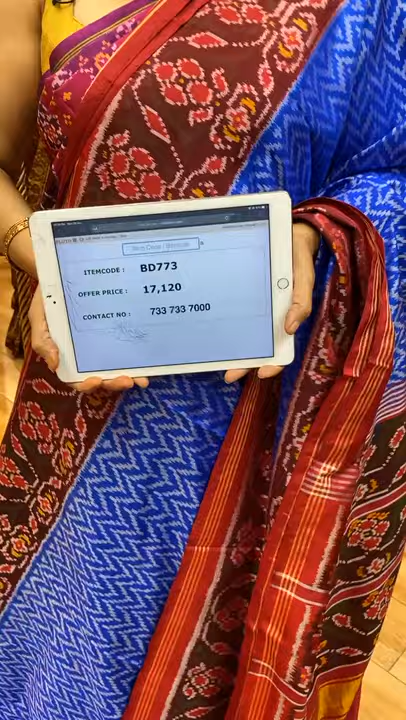 ITEMCODE : BD773
OFFER PRICE : 17,120
CONTACT NO : 733 733 7000